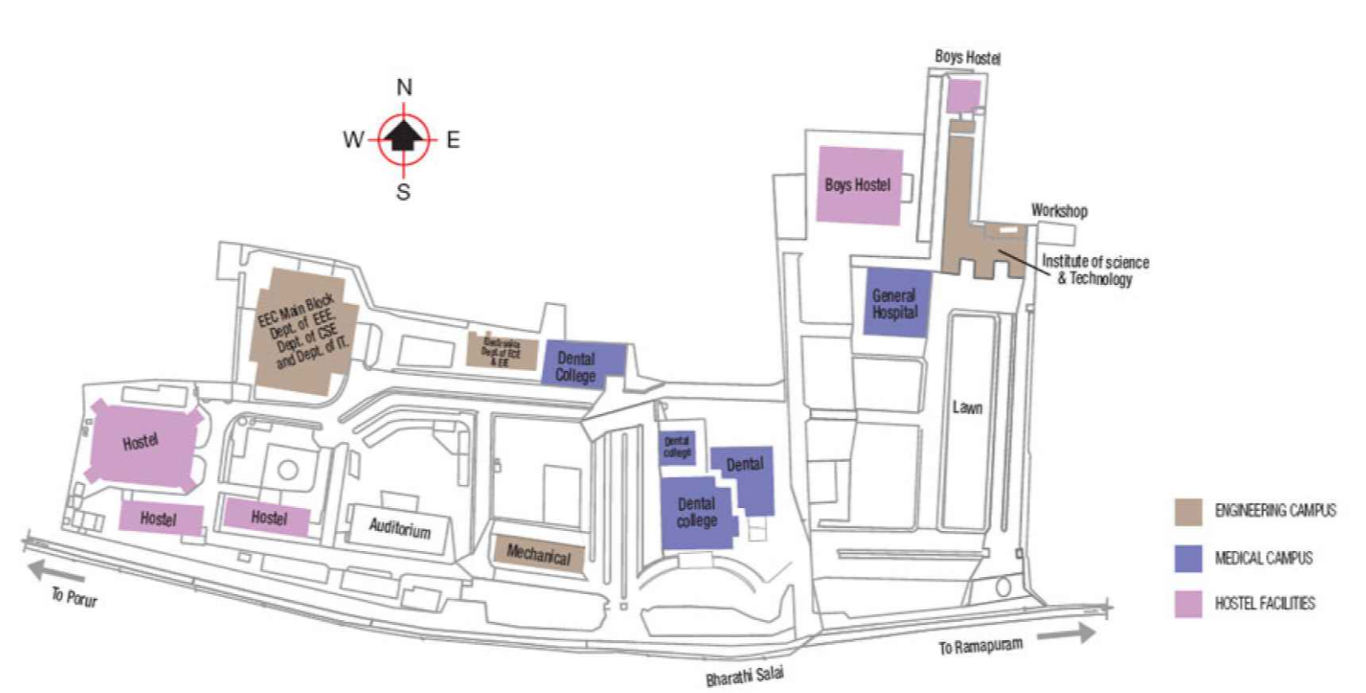 Boys Hostel
N
W
E
S
Boys Hostel
Workshop
Institute of science
& Technology
General
Hospital
EEC Main Block
Dept. of EEE.
Dept. of CSE
and Dept. of IT.
Electronics
Dept.of ECE
& EIE
Dental
College
Lawn
Hostel
Dental
college
Dental
Dental
college
Hostel
Hostel
Auditorium
Mechanical
ENGINEERING CAMPUS
MEDICAL CAMPUS
HOSTEL FACILITIES
To Porur
To Ramapuram
Bharathi Salai